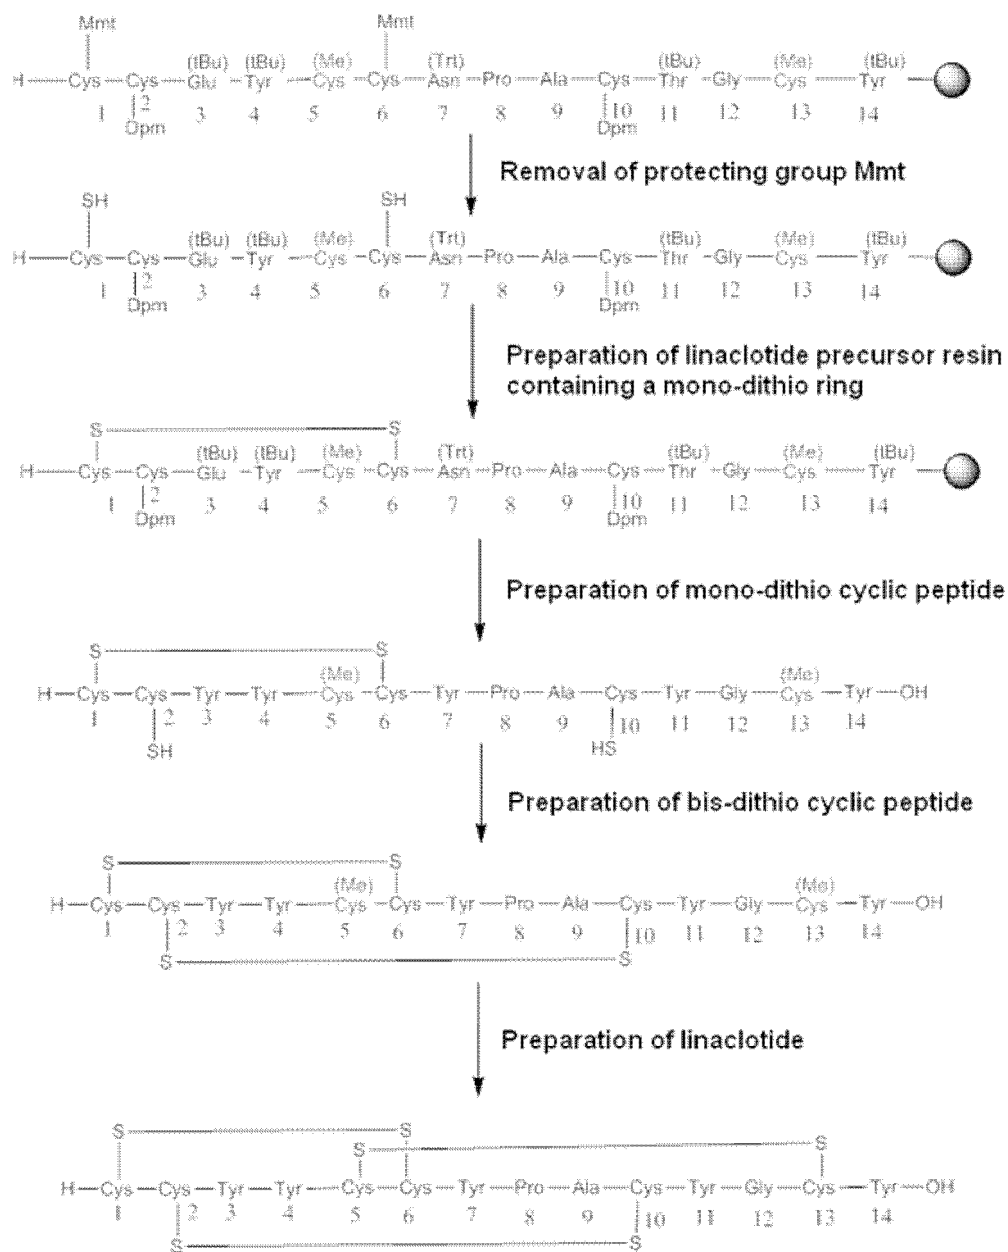 Mmt Mmt
(tBu) (tBu) (Me) (Trt) (tBu) (Me) (tBu)
H Cys Cys Glu Tyr Cys Cys Asn Pro Ala Cys Thr Gly Cys Tyr
1 2 3 4 5 6 7 8 9 10 11 12 13 14
Dpm Dpm
Removal of protecting group Mmt
SH SH
(tBu) (tBu) (Me) (Trt) (tBu) (Me) (tBu)
H Cys Cys Glu Tyr Cys Cys Asn Pro Ala Cys Thr Gly Cys Tyr
1 2 3 4 5 6 7 8 9 10 11 12 13 14
Dpm Dpm
Preparation of linaclotide precursor resin
containing a mono-dithio ring
S S
(tBu) (tBu) (Me) (Trt) (tBu) (Me) (tBu)
H Cys Cys Glu Tyr Cys Cys Asn Pro Ala Cys Thr Gly Cys Tyr
1 2 3 4 5 6 7 8 9 10 11 12 13 14
Dpm Dpm
Preparation of mono-dithio cyclic peptide
S S
(Me) (Me)
H Cys Cys Tyr Tyr Cys Cys Tyr Pro Ala Cys Tyr Gly Cys Tyr OH
1 2 3 4 5 6 7 8 9 10 11 12 13 14
SH HS
Preparation of bis-dithio cyclic peptide
S S
(Me) (Me)
H Cys Cys Tyr Tyr Cys Cys Tyr Pro Ala Cys Tyr Gly Cys Tyr OH
1 2 3 4 5 6 7 8 9 10 11 12 13 14
S S
Preparation of linaclotide
S S
S S
H Cys Cys Tyr Tyr Cys Cys Tyr Pro Ala Cys Tyr Gly Cys Tyr OH
1 2 3 4 5 6 7 8 9 10 11 12 13 14
S S